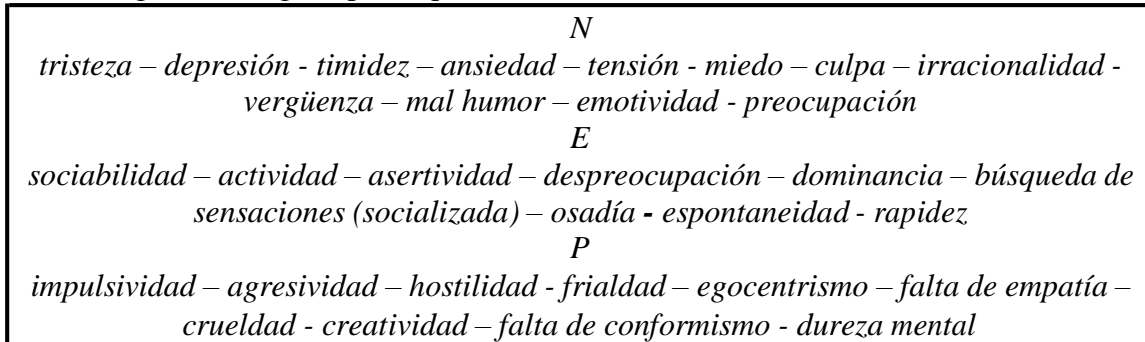 N
tristeza – depresión - timidez – ansiedad – tensión - miedo – culpa – irracionalidad -
vergüenza – mal humor – emotividad - preocupación
E
sociabilidad – actividad – asertividad – despreocupación – dominancia – búsqueda de
sensaciones (socializada) – osadía - espontaneidad - rapidez
P
impulsividad – agresividad – hostilidad - frialdad – egocentrismo – falta de empatía –
crueldad - creatividad – falta de conformismo - dureza mental